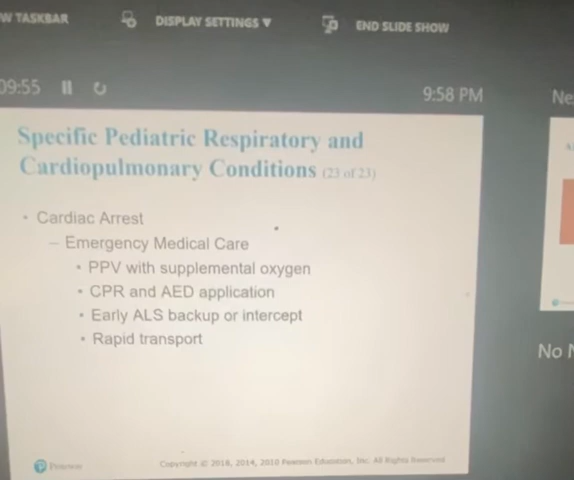 W TASKBAR
DISPLAY SETTINGS ▼
END SLIDE SHOW
09:55
9:58 PM
Ne
Specific Pediatric Respiratory and
Cardiopulmonary Conditions (23 of 23)
• Cardiac Arrest
– Emergency Medical Care
• PPV with supplemental oxygen
• CPR and AED application
• Early ALS backup or intercept
• Rapid transport
No N
Pearson
Copyright © 2018, 2014, 2010 Pearson Education, Inc. All Rights Reserved